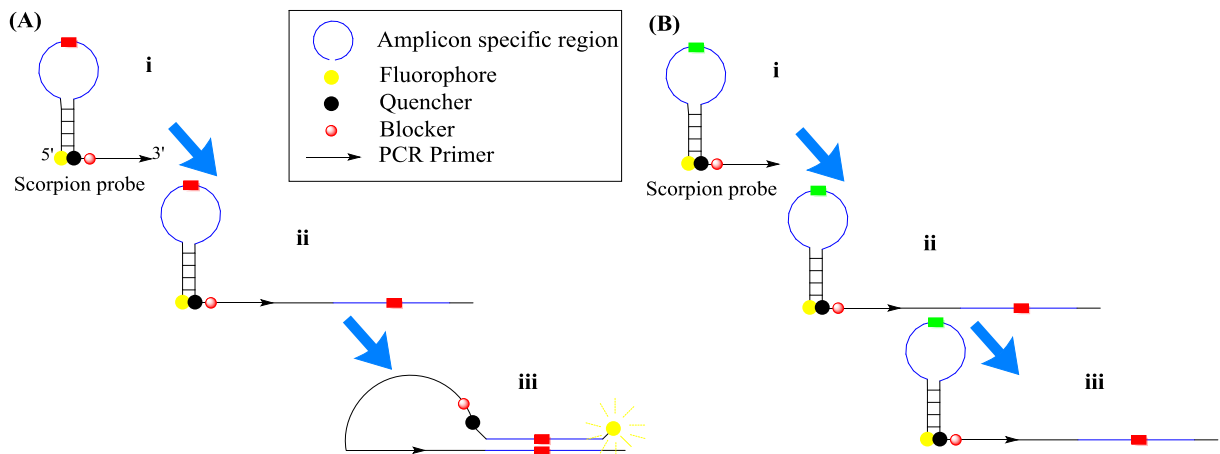 (A)
i
5'
3'
Scorpion probe
ii
iii
Amplicon specific region
Fluorophore
Quencher
Blocker
PCR Primer
(B)
i
Scorpion probe
ii
iii